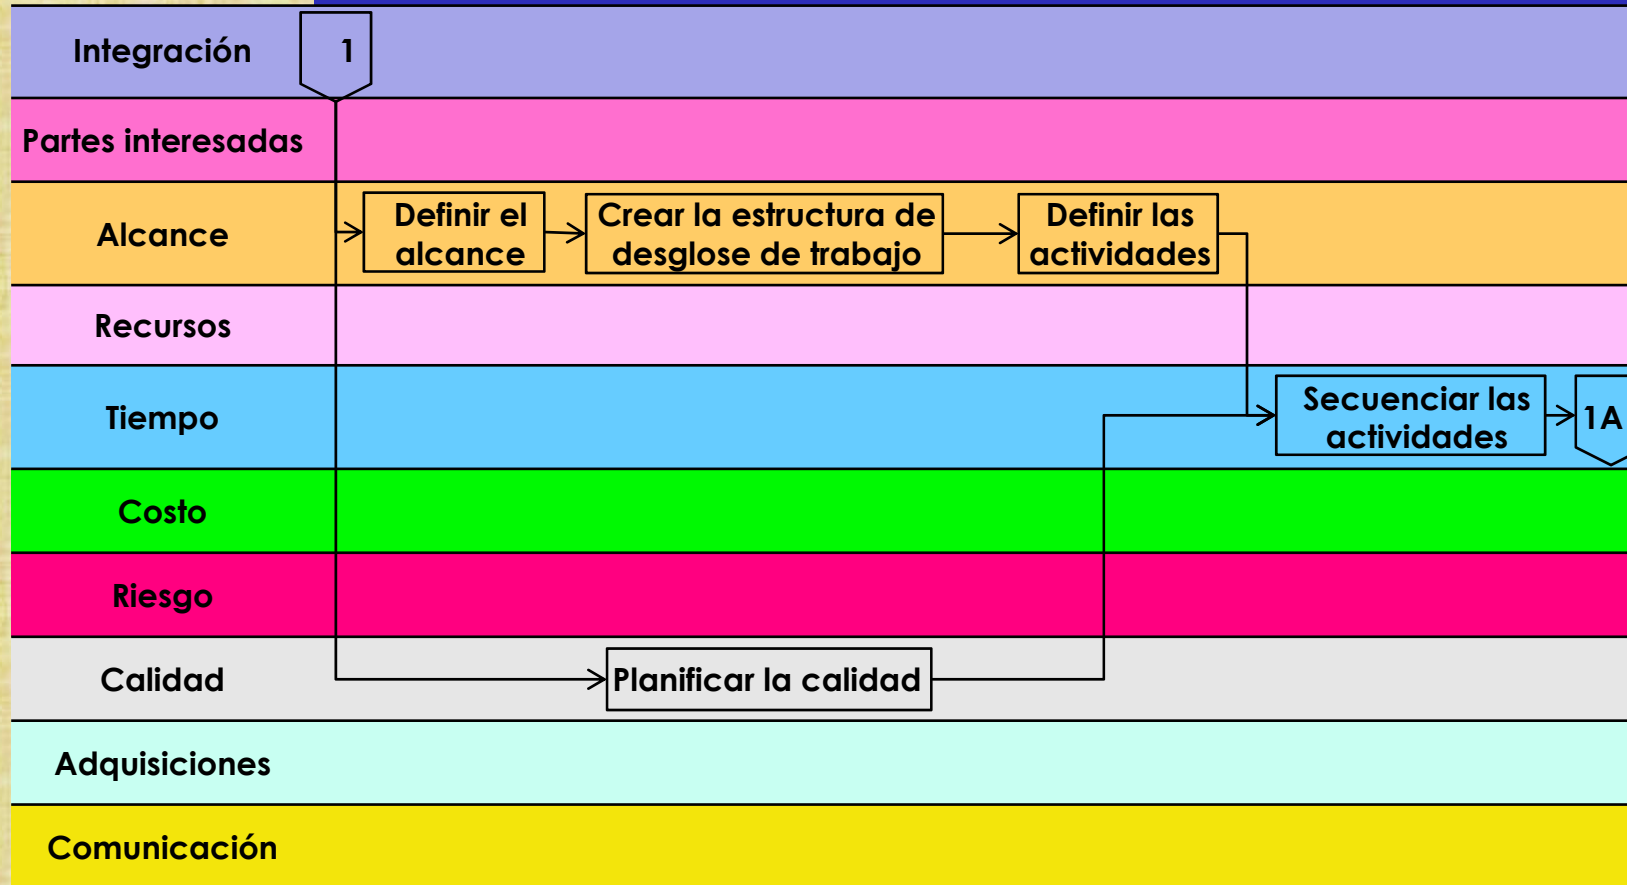 Integración
1
Partes interesadas
Alcance
Definir el
alcance
Crear la estructura de
desglose de trabajo
Definir las
actividades
Recursos
Tiempo
Secuenciar las
actividades
1A
Costo
Riesgo
Calidad
Planificar la calidad
Adquisiciones
Comunicación